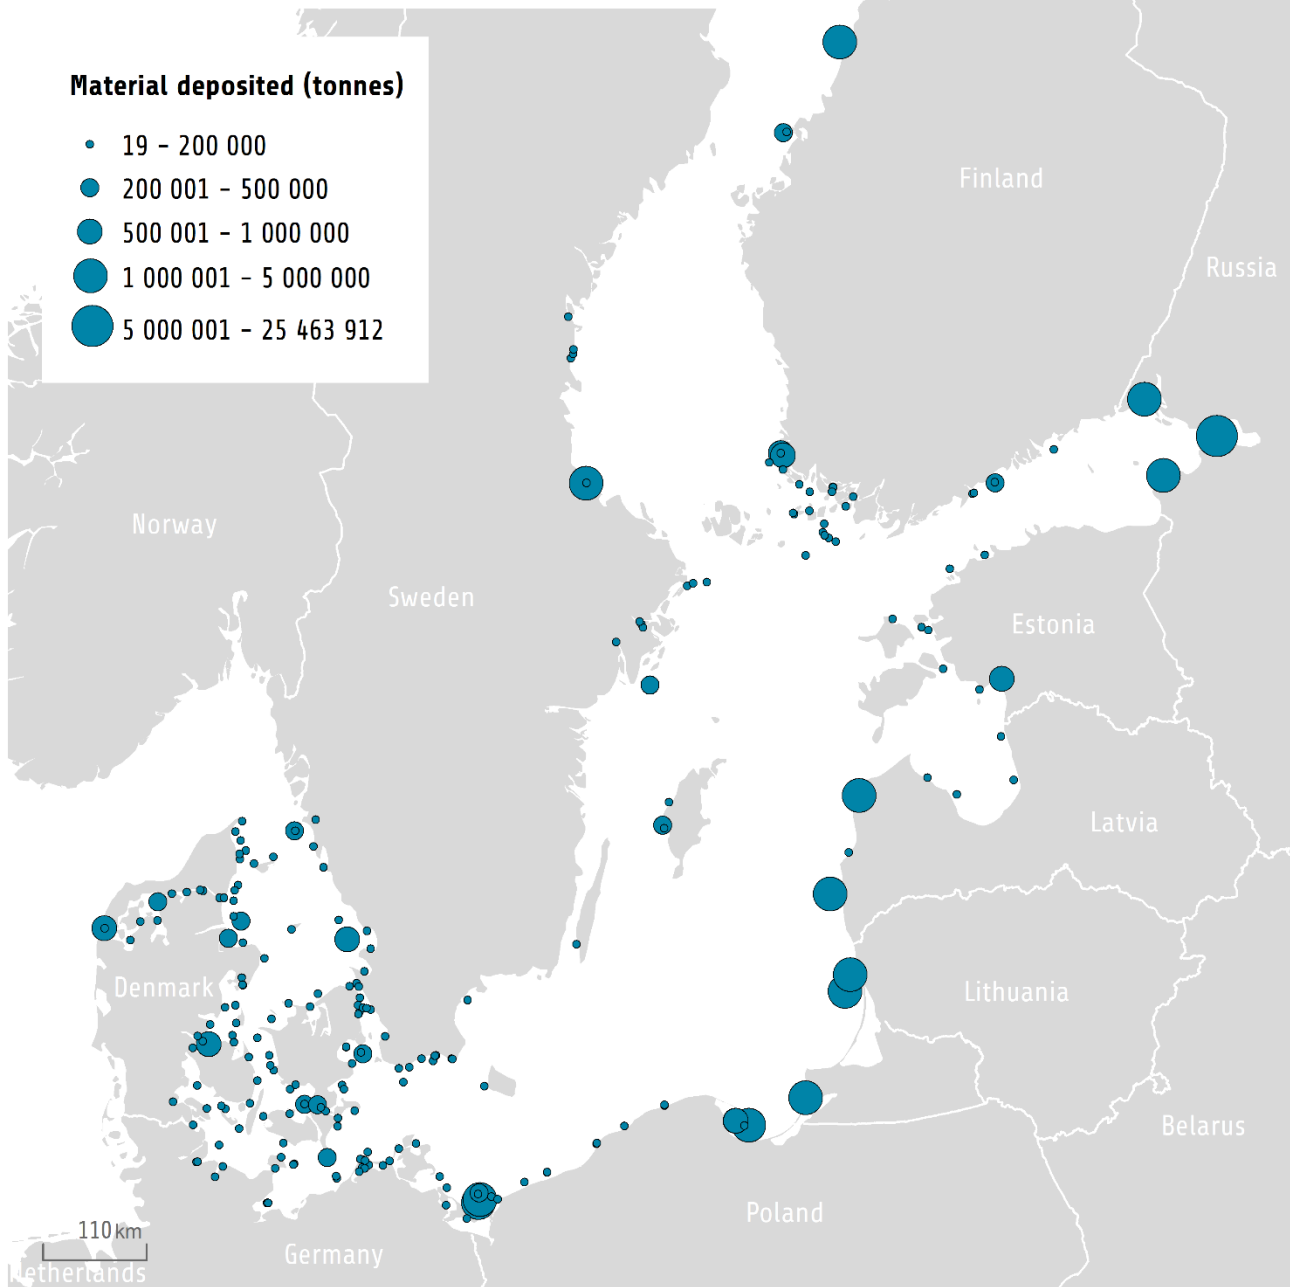 Material deposited (tonnes)
19 – 200 000
200 001 – 500 000
500 001 – 1 000 000
1 000 001 – 5 000 000
5 000 001 – 25 463 912
Finland
Russia
Norway
Sweden
Estonia
Latvia
Denmark
Lithuania
Belarus
Poland
110 km
Germany
Netherlands